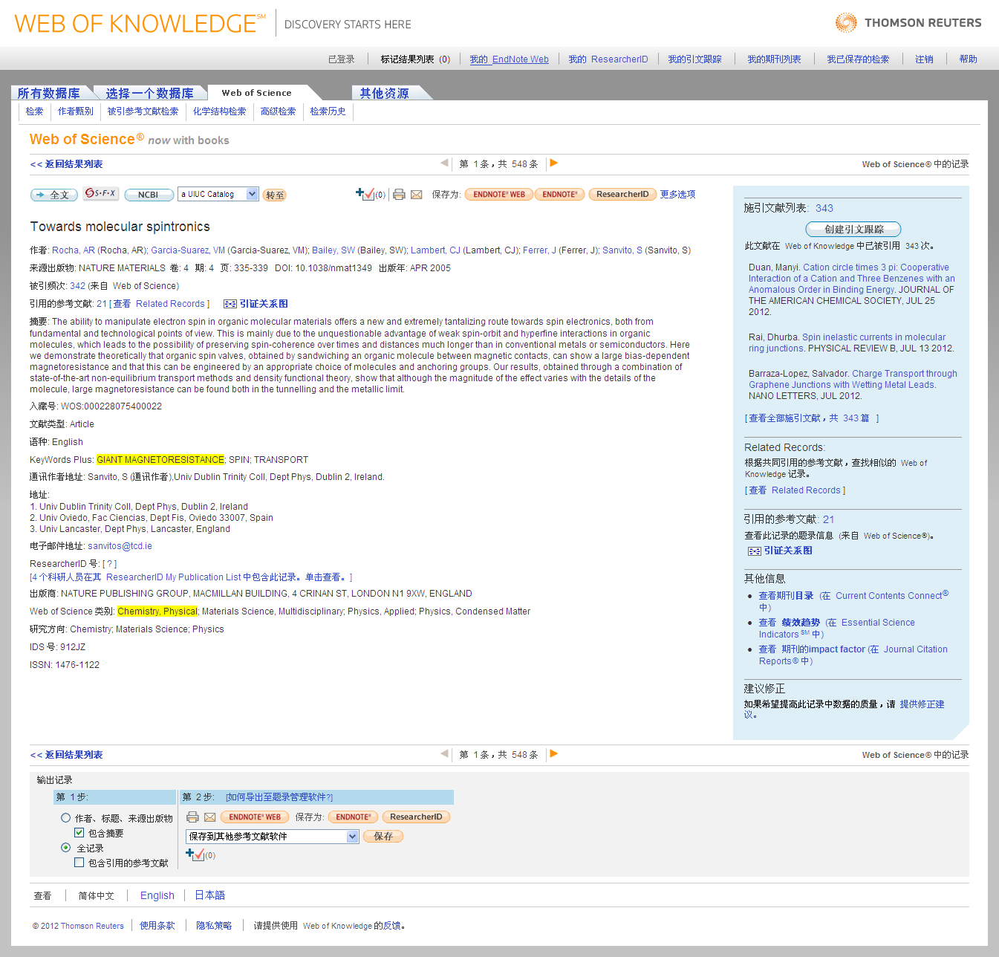 WEB OF KNOWLEDGE℠ DISCOVERY STARTS HERE THOMSON REUTERS
已登录 标记结果列表 (0) 我的 EndNote Web 我的 ResearcherID 我的引文跟踪 我的期刊列表 我已保存的检索 注销 帮助
所有数据库 选择一个数据库 Web of Science 其他资源
检索 作者甄别 被引参考文献检索 化学结构检索 高级检索 检索历史
Web of Science® now with books
<< 返回结果列表 第 1 条，共 548 条 Web of Science® 中的记录
全文 S·F·X NCBI a UIUC Catalog 转至 (0) 保存为: ENDNOTE® WEB ENDNOTE® ResearcherID 更多选项
Towards molecular spintronics
作者: Rocha, AR (Rocha, AR); Garcia-Suarez, VM (Garcia-Suarez, VM); Bailey, SW (Bailey, SW); Lambert, CJ (Lambert, CJ); Ferrer, J (Ferrer, J); Sanvito, S (Sanvito, S)
来源出版物: NATURE MATERIALS 卷: 4 期: 4 页: 335-339 DOI: 10.1038/nmat1349 出版年: APR 2005
被引频次: 342 (来自 Web of Science)
引用的参考文献: 21 [ 查看 Related Records ] 引证关系图
摘要: The ability to manipulate electron spin in organic molecular materials offers a new and extremely tantalizing route towards spin electronics, both from
fundamental and technological points of view. This is mainly due to the unquestionable advantage of weak spin-orbit and hyperfine interactions in organic
molecules, which leads to the possibility of preserving spin-coherence over times and distances much longer than in conventional metals or semiconductors. Here
we demonstrate theoretically that organic spin valves, obtained by sandwiching an organic molecule between magnetic contacts, can show a large bias-dependent
magnetoresistance and that this can be engineered by an appropriate choice of molecules and anchoring groups. Our results, obtained through a combination of
state-of-the-art non-equilibrium transport methods and density functional theory, show that although the magnitude of the effect varies with the details of the
molecule, large magnetoresistance can be found both in the tunnelling and the metallic limit.
入藏号: WOS:000228075400022
文献类型: Article
语种: English
KeyWords Plus: GIANT MAGNETORESISTANCE; SPIN; TRANSPORT
通讯作者地址: Sanvito, S (通讯作者),Univ Dublin Trinity Coll, Dept Phys, Dublin 2, Ireland.
地址:
1. Univ Dublin Trinity Coll, Dept Phys, Dublin 2, Ireland
2. Univ Oviedo, Fac Ciencias, Dept Fis, Oviedo 33007, Spain
3. Univ Lancaster, Dept Phys, Lancaster, England
电子邮件地址: sanvitos@tcd.ie
ResearcherID 号: [ ? ]
[4 个科研人员在其 ResearcherID My Publication List 中包含此记录。单击查看。]
出版商: NATURE PUBLISHING GROUP, MACMILLAN BUILDING, 4 CRINAN ST, LONDON N1 9XW, ENGLAND
Web of Science 类别: Chemistry, Physical; Materials Science, Multidisciplinary; Physics, Applied; Physics, Condensed Matter
研究方向: Chemistry; Materials Science; Physics
IDS 号: 912JZ
ISSN: 1476-1122
施引文献列表: 343
创建引文跟踪
此文献在 Web of Knowledge 中已被引用 343 次。
Duan, Manyi. Cation circle times 3 pi: Cooperative
Interaction of a Cation and Three Benzenes with an
Anomalous Order in Binding Energy. JOURNAL OF
THE AMERICAN CHEMICAL SOCIETY, JUL 25
2012.
Rai, Dhurba. Spin inelastic currents in molecular
ring junctions. PHYSICAL REVIEW B, JUL 13 2012.
Barraza-Lopez, Salvador. Charge Transport through
Graphene Junctions with Wetting Metal Leads.
NANO LETTERS, JUL 2012.
[ 查看全部施引文献，共 343 篇 ]
Related Records:
根据共同引用的参考文献，查找相似的 Web of
Knowledge 记录。
[ 查看 Related Records ]
引用的参考文献: 21
查看此记录的题录信息 (来自 Web of Science®)。
引证关系图
其他信息
• 查看期刊目录 (在 Current Contents Connect®
中)
• 查看 绩效趋势 (在 Essential Science
Indicators℠ 中)
• 查看 期刊的impact factor (在 Journal Citation
Reports® 中)
建议修正
如果希望提高此记录中数据的质量，请 提供修正建
议。
<< 返回结果列表 第 1 条，共 548 条 Web of Science® 中的记录
输出记录
第 1 步: 第 2 步: [如何导出至题录管理软件?]
作者、标题、来源出版物 ENDNOTE® WEB 保存为: ENDNOTE® ResearcherID
包含摘要 保存到其他参考文献软件 保存
全记录 (0)
包含引用的参考文献
查看 简体中文 English 日本語
© 2012 Thomson Reuters 使用条款 隐私策略 请提供使用 Web of Knowledge 的反馈。